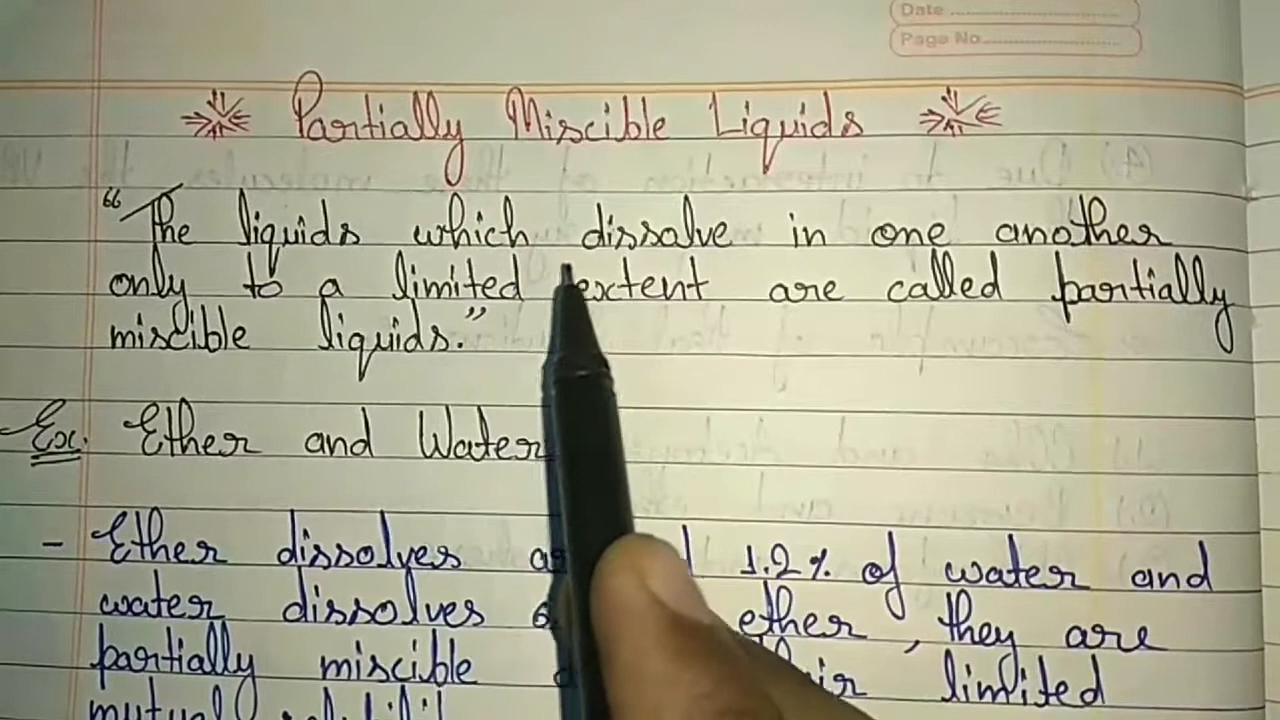 Date
Page No.
Partially Miscible Liquids
"The liquids which dissolve in one another
only to a limited extent are called partially
miscible liquids."
Ex. Ether and Water
- Ether dissolves 1.2% of water and
water dissolves ether, they are
partially miscible limited
mutual